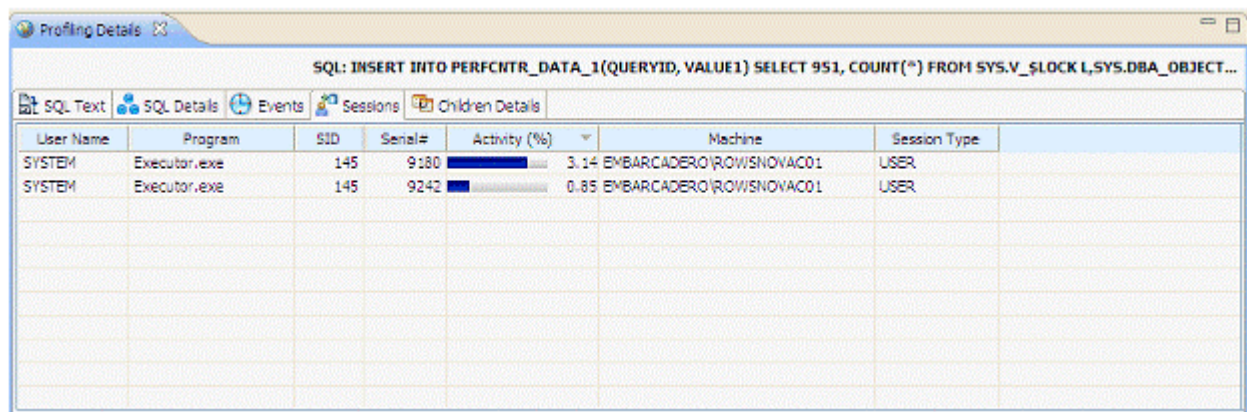 Profiling Details
SQL: INSERT INTO PERFCNTR_DATA_1(QUERYID, VALUE1) SELECT 951, COUNT(*) FROM SYS.V_$LOCK L,SYS.DBA_OBJECT...
SQL Text SQL Details Events Sessions Children Details
User Name Program SID Serial# Activity (%) Machine Session Type
SYSTEM Executor.exe 145 9180 3.14 EMBARCADERO\ROWSNOVAC01 USER
SYSTEM Executor.exe 145 9242 0.85 EMBARCADERO\ROWSNOVAC01 USER